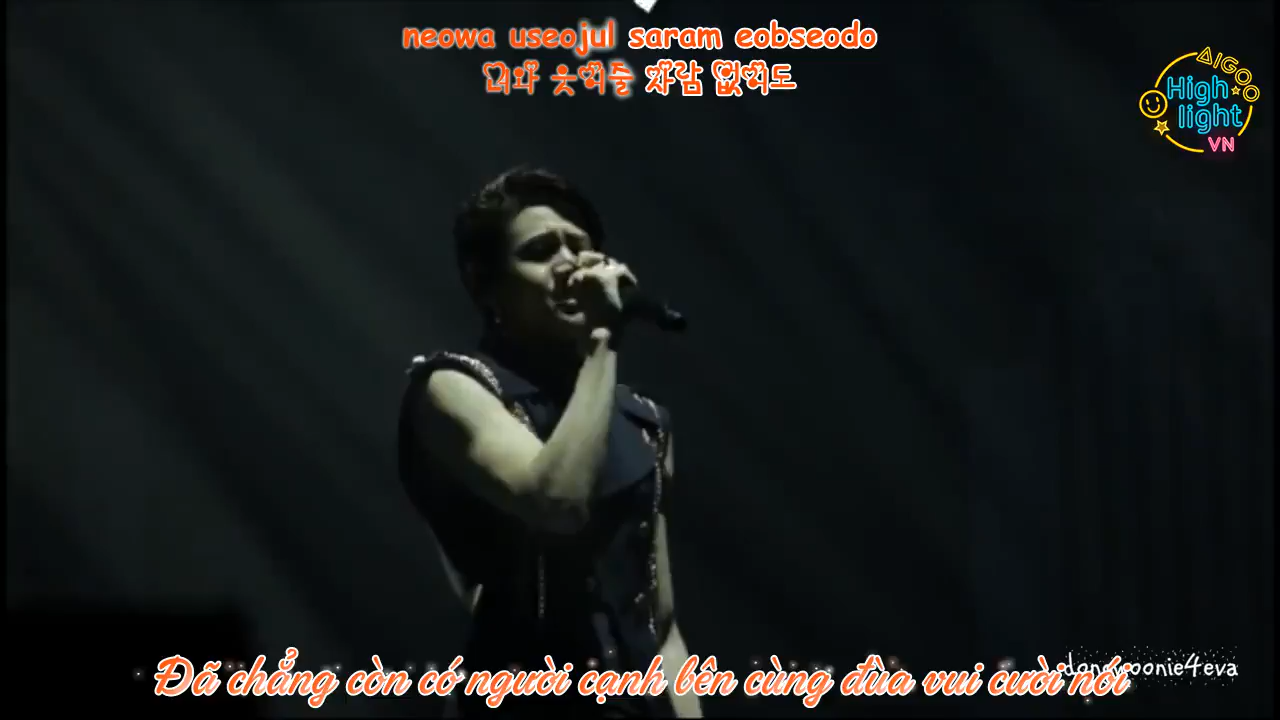 neowa useojul saram eobseodo
너와 웃어줄 사람 없어도
AIGOO
High
light
VN
Đã chẳng còn có người cạnh bên cùng đùa vui cười nói